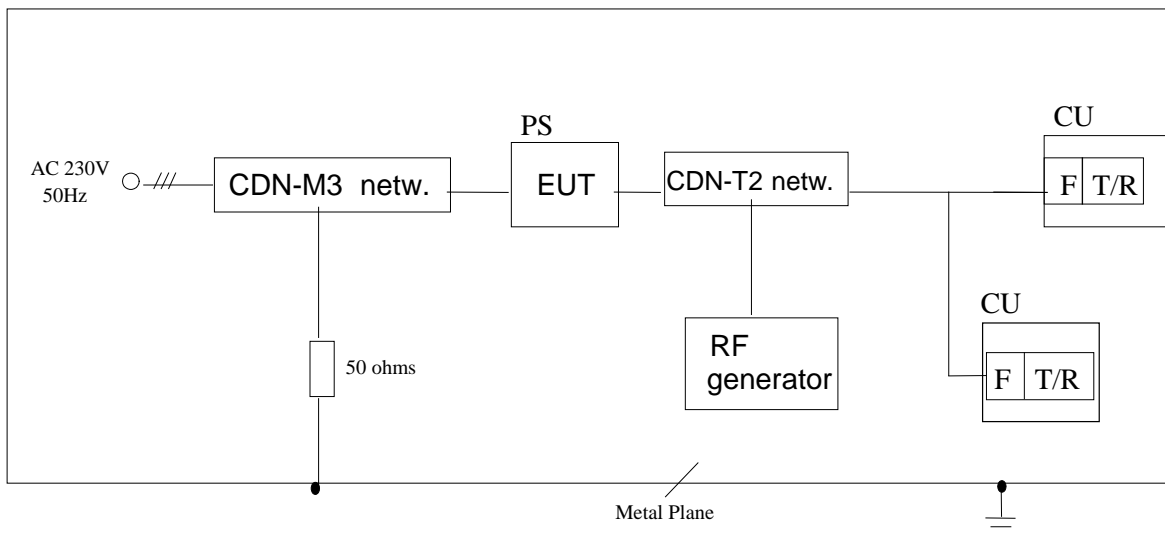 PS
CU
AC 230V
50Hz
CDN-M3 netw.
EUT
CDN-T2 netw.
F T/R
CU
RF
generator
F T/R
50 ohms
Metal Plane